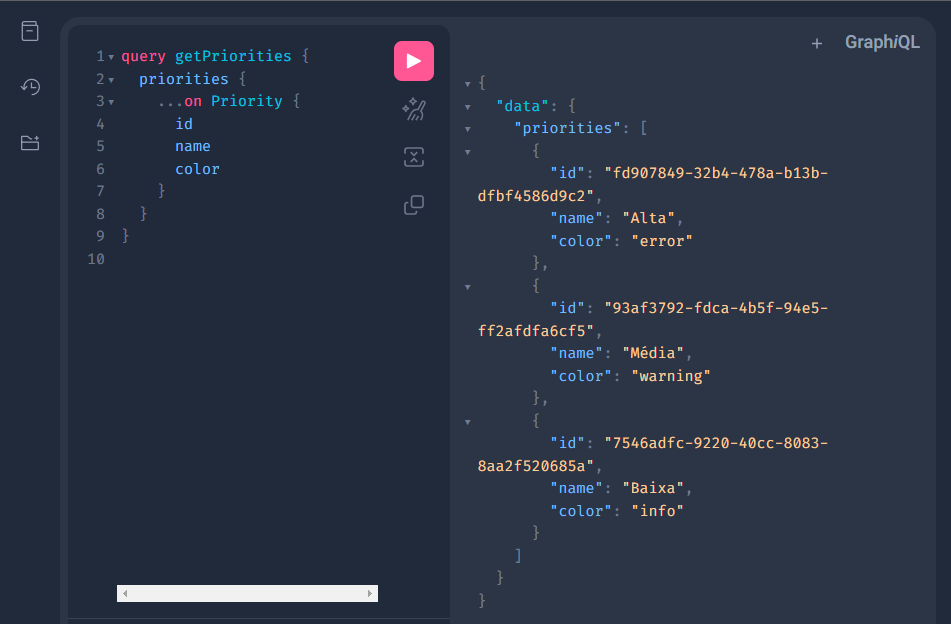 1 query getPriorities {
2 priorities {
3 ...on Priority {
4 id
5 name
6 color
7 }
8 }
9 }
10
+ GraphiQL
{
"data": {
"priorities": [
{
"id": "fd907849-32b4-478a-b13b-
dfbf4586d9c2",
"name": "Alta",
"color": "error"
},
{
"id": "93af3792-fdca-4b5f-94e5-
ff2afdfa6cf5",
"name": "Média",
"color": "warning"
},
{
"id": "7546adfc-9220-40cc-8083-
8aa2f520685a",
"name": "Baixa",
"color": "info"
}
]
}
}